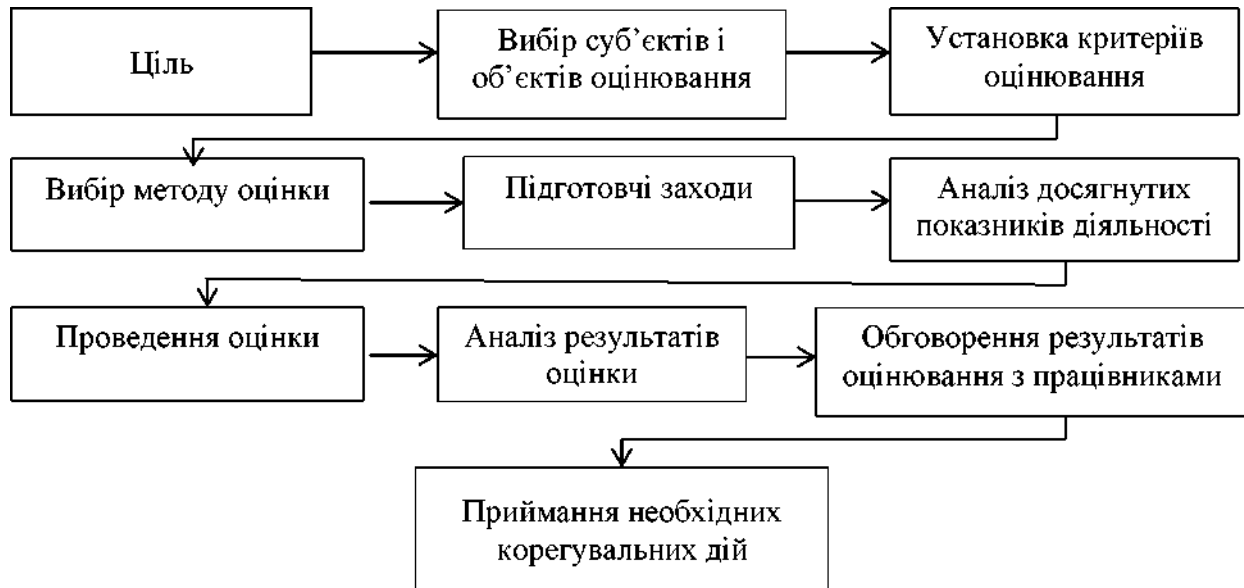 Ціль
Вибір суб’єктів і
об’єктів оцінювання
Установка критеріїв
оцінювання
Вибір методу оцінки
Підготовчі заходи
Аналіз досягнутих
показників діяльності
Проведення оцінки
Аналіз результатів
оцінки
Обговорення результатів
оцінювання з працівниками
Приймання необхідних
корегувальних дій